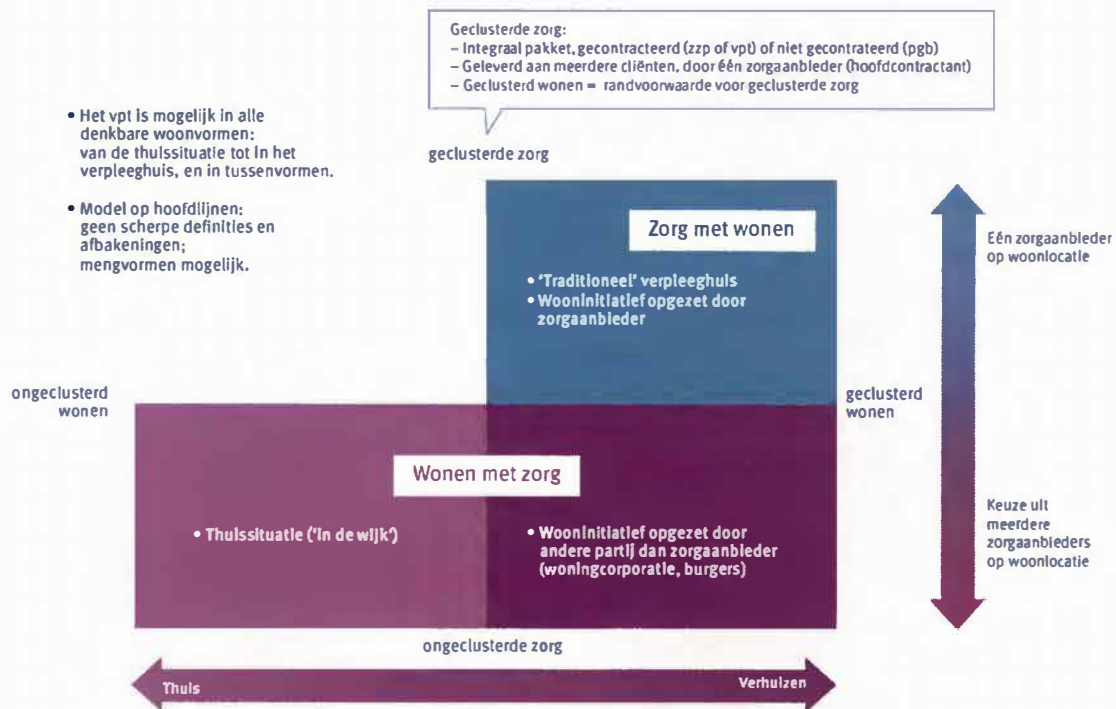 Geclusterde zorg:
– Integraal pakket, gecontracteerd (zzp of vpt) of niet gecontrateerd (pgb)
– Geleverd aan meerdere cliënten, door één zorgaanbieder (hoofdcontractant)
– Geclusterd wonen = randvoorwaarde voor geclusterde zorg
• Het vpt is mogelijk in alle
denkbare woonvormen:
van de thuissituatie tot in het
verpleeghuis, en in tussenvormen.
• Model op hoofdlijnen:
geen scherpe definities en
afbakeningen;
mengvormen mogelijk.
geclusterde zorg
Zorg met wonen
• ‘Traditioneel’ verpleeghuis
• Wooninitiatief opgezet door
zorgaanbieder
Eén zorgaanbieder
op woonlocatie
ongeclusterd
wonen
geclusterd
wonen
Wonen met zorg
• Thuissituatie (‘in de wijk’)
• Wooninitiatief opgezet door
andere partij dan zorgaanbieder
(woningcorporatie, burgers)
Keuze uit
meerdere
zorgaanbieders
op woonlocatie
ongeclusterde zorg
Thuis
Verhuizen